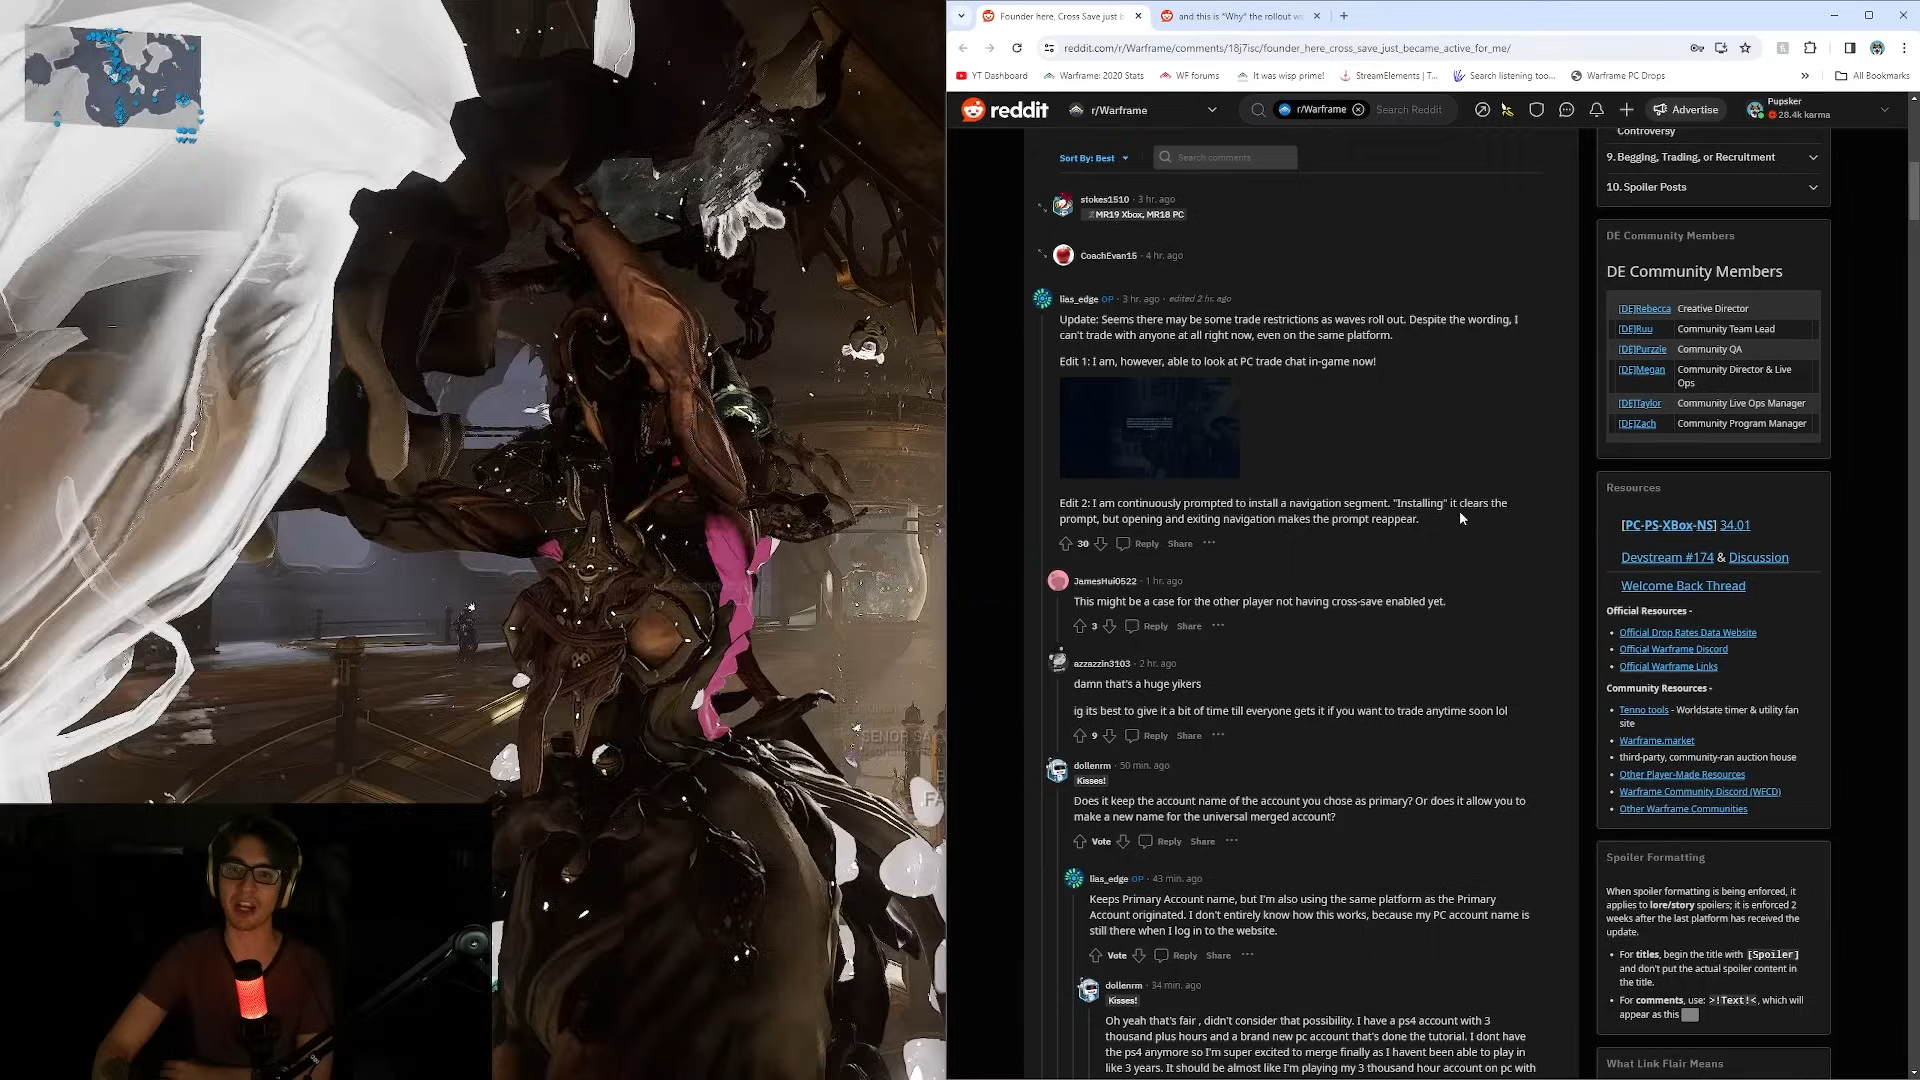 Founder here, Cross Save just b
and this is *Why* the rollout w
reddit.com/r/Warframe/comments/18j7isc/founder_here_cross_save_just_became_active_for_me/
YT Dashboard
Warframe: 2020 Stats
WF forums
It was wisp prime!
StreamElements | T...
Search listening too...
Warframe PC Drops
»
All Bookmarks
reddit
r/Warframe
r/Warframe
Search Reddit
Advertise
Pupsker
28.4k karma
Sort By: Best
Search comments
stokes1510 · 3 hr. ago
MR19 Xbox, MR18 PC
CoachEvan15 · 4 hr. ago
lias_edge OP · 3 hr. ago · edited 2 hr. ago
Update: Seems there may be some trade restrictions as waves roll out. Despite the wording, I
can't trade with anyone at all right now, even on the same platform.
Edit 1: I am, however, able to look at PC trade chat in-game now!
Edit 2: I am continuously prompted to install a navigation segment. "Installing" it clears the
prompt, but opening and exiting navigation makes the prompt reappear.
30 Reply Share ···
JamesHui0522 · 1 hr. ago
This might be a case for the other player not having cross-save enabled yet.
3 Reply Share ···
azzazzin3103 · 2 hr. ago
damn that's a huge yikers
ig its best to give it a bit of time till everyone gets it if you want to trade anytime soon lol
9 Reply Share ···
dollenrm · 50 min. ago
Kisses!
Does it keep the account name of the account you chose as primary? Or does it allow you to
make a new name for the universal merged account?
Vote Reply Share ···
lias_edge OP · 43 min. ago
Keeps Primary Account name, but I'm also using the same platform as the Primary
Account originated. I don't entirely know how this works, because my PC account name is
still there when I log in to the website.
Vote Reply Share ···
dollenrm · 34 min. ago
Kisses!
Oh yeah that's fair , didn't consider that possibility. I have a ps4 account with 3
thousand plus hours and a brand new pc account that's done the tutorial. I dont have
the ps4 anymore so I'm super excited to merge finally as I havent been able to play in
like 3 years. It should be almost like I'm playing my 3 thousand hour account on pc with
Controversy
9. Begging, Trading, or Recruitment
10. Spoiler Posts
DE Community Members
DE Community Members
[DE]Rebecca Creative Director
[DE]Ruu Community Team Lead
[DE]Purzzle Community QA
[DE]Megan Community Director & Live
Ops
[DE]Taylor Community Live Ops Manager
[DE]Zach Community Program Manager
Resources
[PC-PS-XBox-NS] 34.01
Devstream #174 & Discussion
Welcome Back Thread
Official Resources -
• Official Drop Rates Data Website
• Official Warframe Discord
• Official Warframe Links
Community Resources -
• Tenno tools - Worldstate timer & utility fan
site
• Warframe.market
• third-party, community-ran auction house
• Other Player-Made Resources
• Warframe Community Discord (WFCD)
• Other Warframe Communities
Spoiler Formatting
When spoiler formatting is being enforced, it
applies to lore/story spoilers; it is enforced 2
weeks after the last platform has received the
update.
• For titles, begin the title with [Spoiler]
and don't put the actual spoiler content in
the title.
• For comments, use: >!Text!<, which will
appear as this
What Link Flair Means